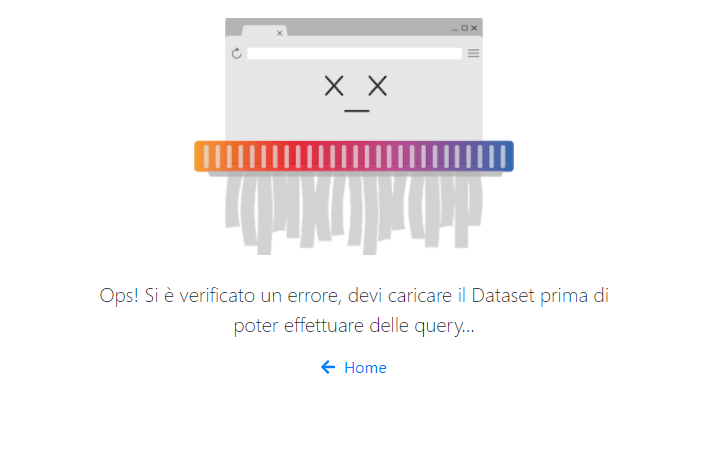 Ops! Si è verificato un errore, devi caricare il Dataset prima di
poter effettuare delle query...
Home